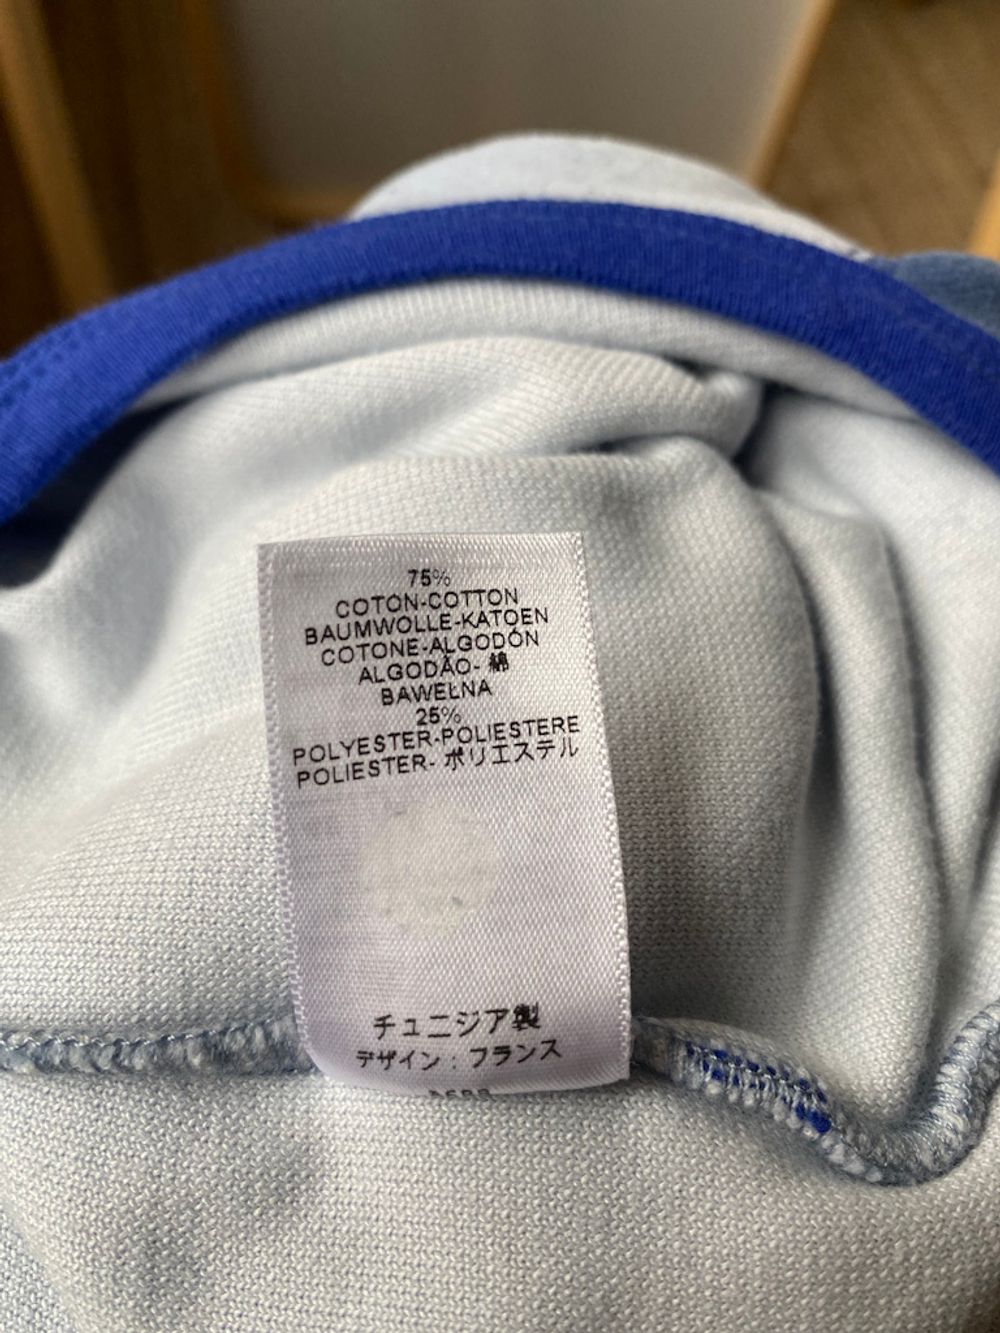 75%
COTON-COTTON
BAUMWOLLE-KATOEN
COTONE-ALGODÓN
ALGODÃO- 綿
BAWEŁNA
25%
POLYESTER-POLIESTERE
POLIESTER- ポリエステル
チュニジア製
デザイン : フランス